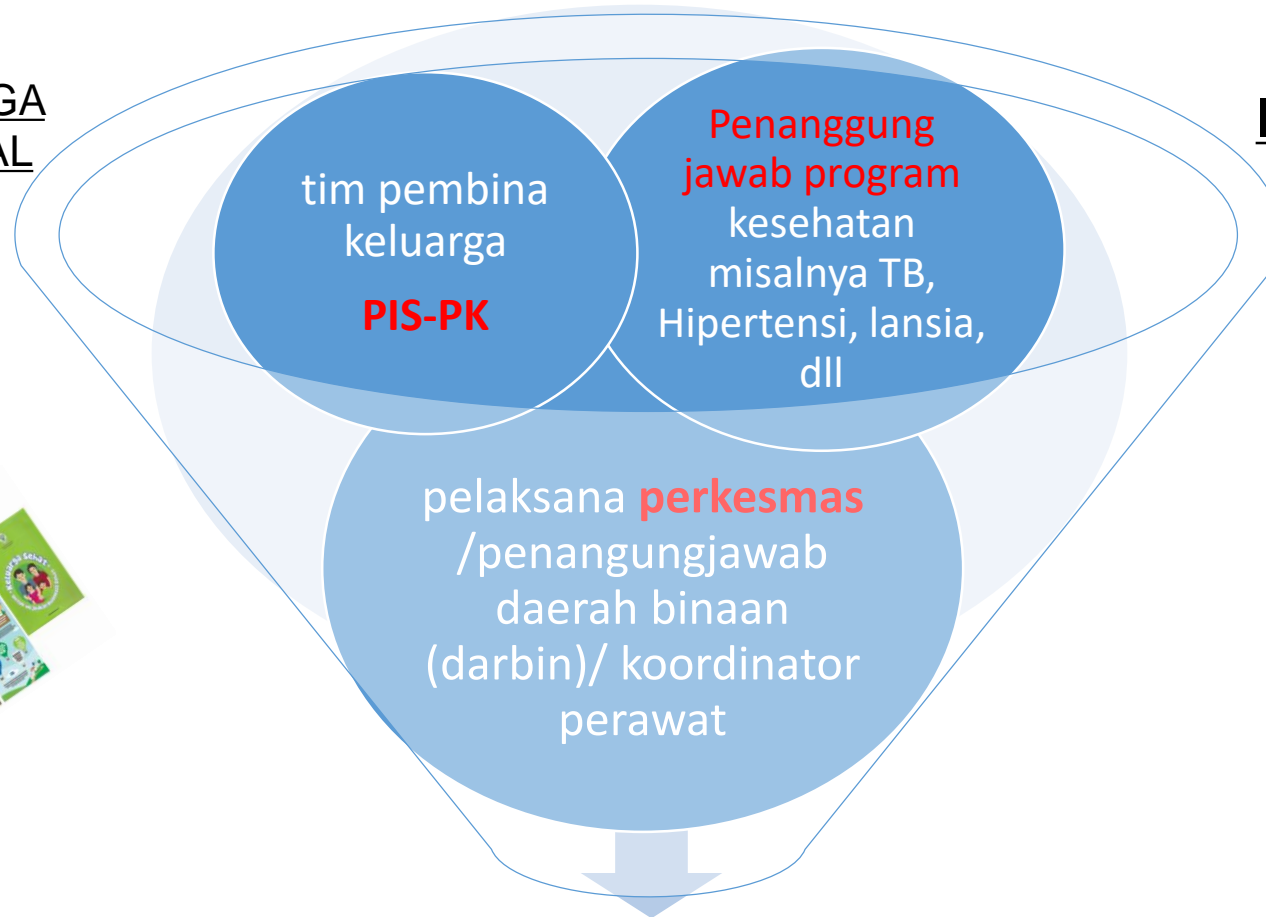 tim pembina
keluarga
PIS-PK
Penanggung
jawab program
kesehatan
misalnya TB,
Hipertensi, lansia,
dll
pelaksana perkesmas
/penangungjawab
daerah binaan
(darbin)/ koordinator
perawat